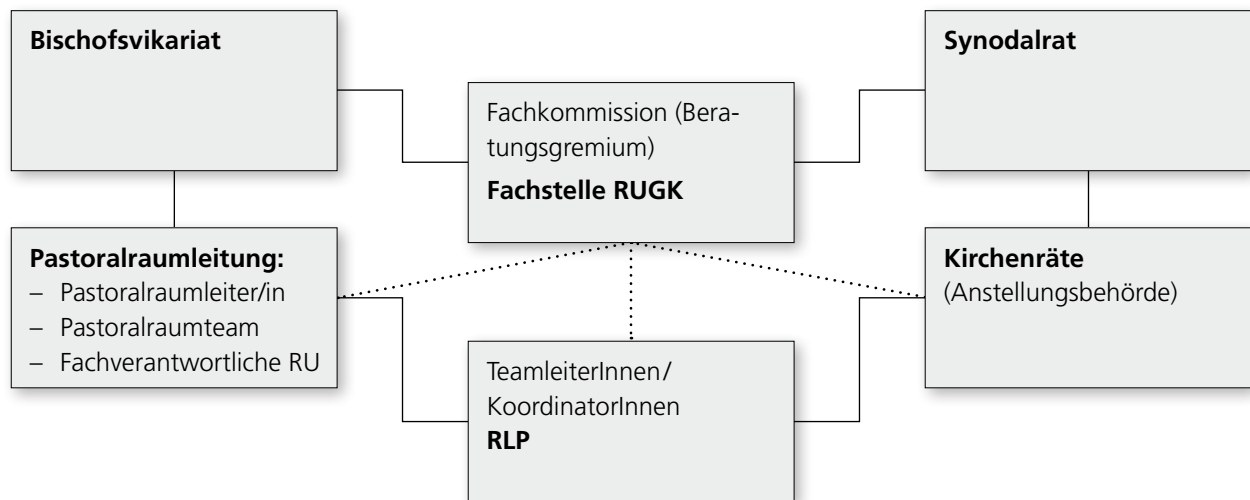 Bischofsvikariat
Fachkommission (Bera-
tungsgremium)
Fachstelle RUGK
Synodalrat
Pastoralraumleitung:
– Pastoralraumleiter/in
– Pastoralraumteam
– Fachverantwortliche RU
TeamleiterInnen/
KoordinatorInnen
RLP
Kirchenräte
(Anstellungsbehörde)